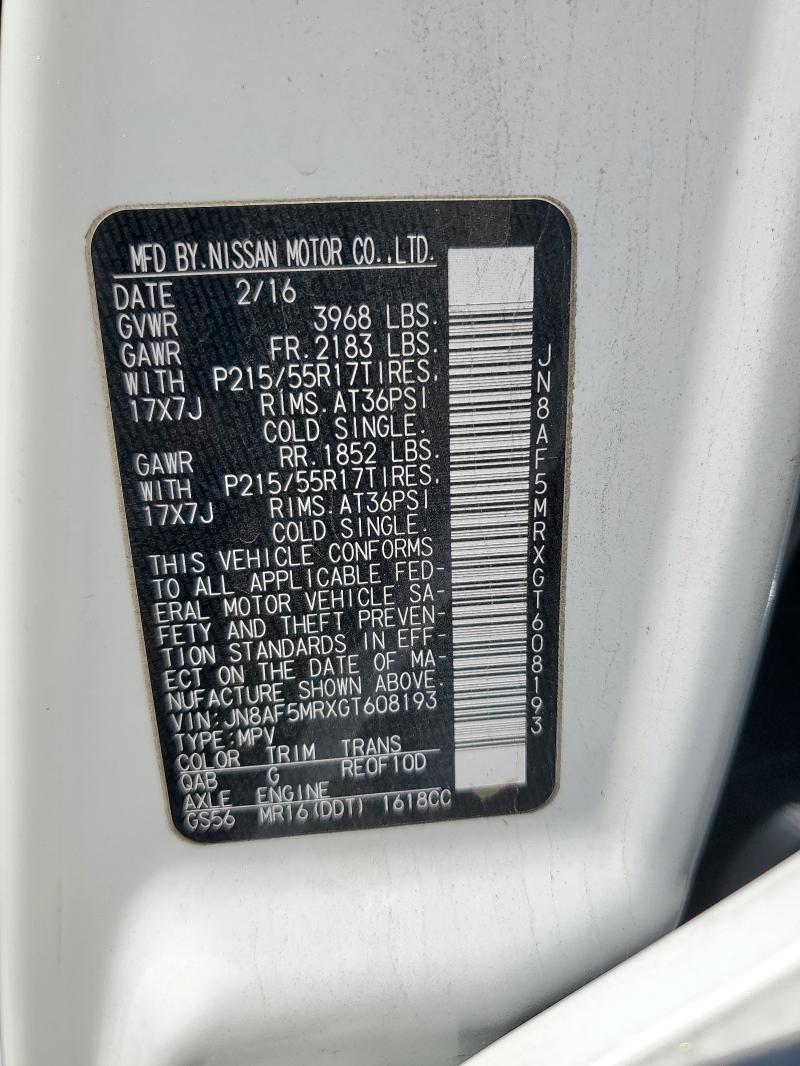 MFD BY.NISSAN MOTOR CO.,LTD.
DATE 2/16
GVWR 3968 LBS.
GAWR FR.2183 LBS.
WITH P215/55R17TIRES,
17X7J RIMS.AT36PSI
COLD SINGLE.
GAWR RR.1852 LBS.
WITH P215/55R17TIRES,
17X7J RIMS.AT36PSI
COLD SINGLE.
THIS VEHICLE CONFORMS
TO ALL APPLICABLE FED-
ERAL MOTOR VEHICLE SA-
FETY AND THEFT PREVEN-
TION STANDARDS IN EFF-
ECT ON THE DATE OF MA-
NUFACTURE SHOWN ABOVE.
VIN:JN8AF5MRXGT608193
TYPE:MPV
COLOR TRIM TRANS
QAB G RE0F10D
AXLE ENGINE
GS56 MR16(DDT) 1618CC
JN8AF5MRXGT608193